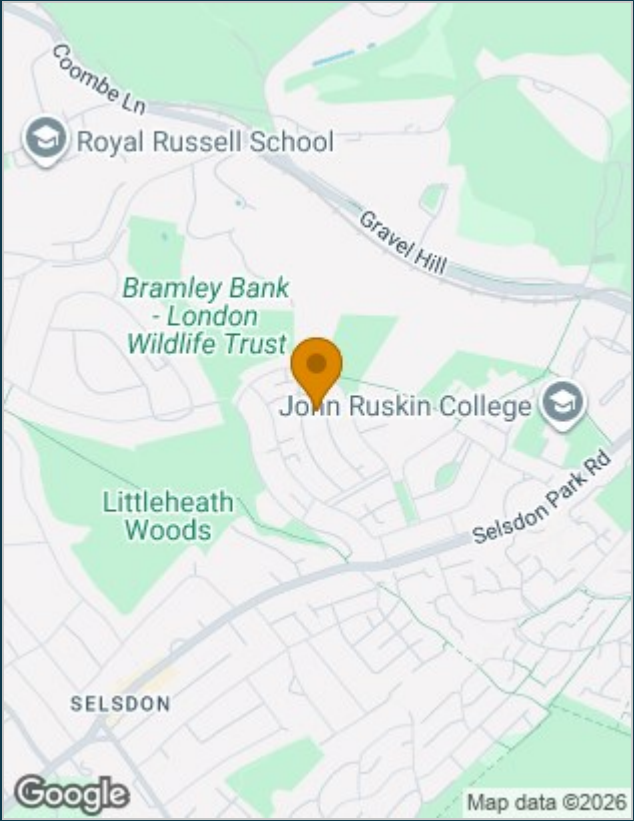 Coombe Ln
Royal Russell School
Gravel Hill
Bramley Bank
- London
Wildlife Trust
John Ruskin College
Selsdon Park Rd
Littleheath
Woods
SELSDON
Google
Map data ©2026